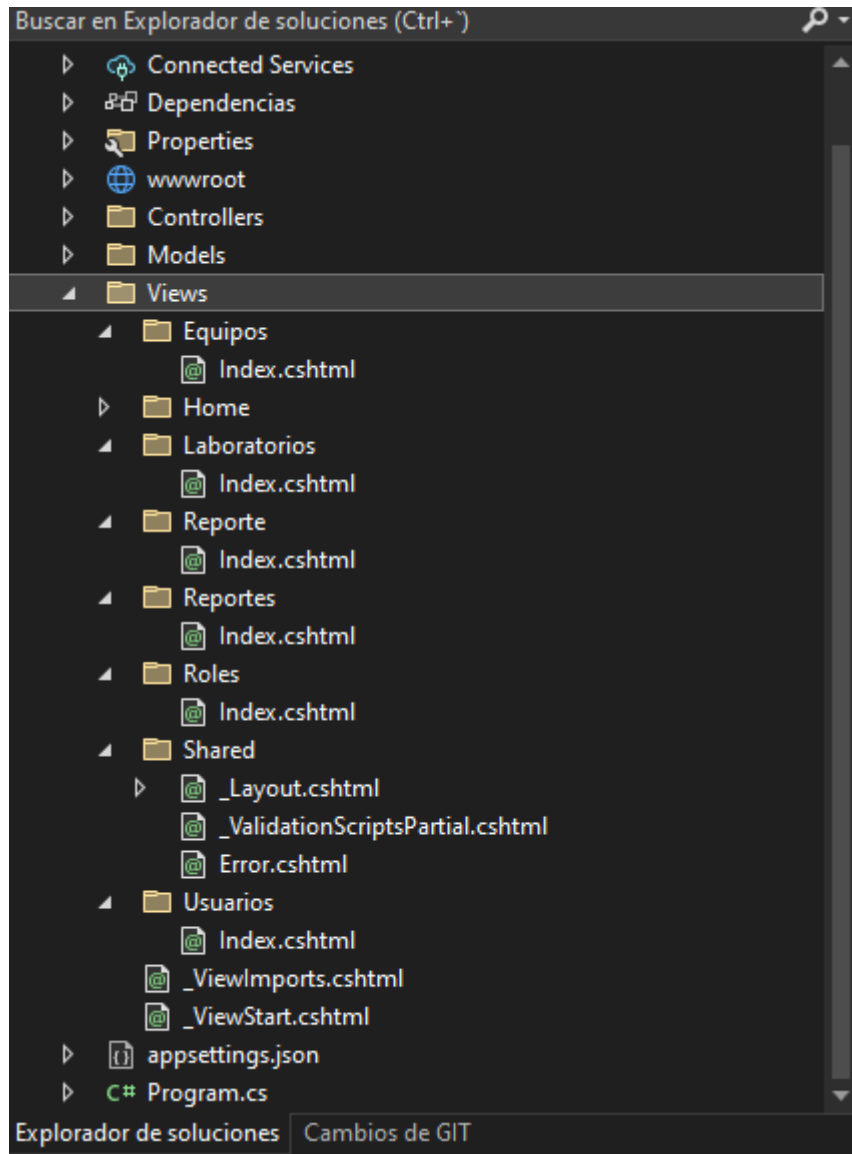 Buscar en Explorador de soluciones (Ctrl+`)
Connected Services
Dependencias
Properties
wwwroot
Controllers
Models
Views
Equipos
Index.cshtml
Home
Laboratorios
Index.cshtml
Reporte
Index.cshtml
Reportes
Index.cshtml
Roles
Index.cshtml
Shared
_Layout.cshtml
_ValidationScriptsPartial.cshtml
Error.cshtml
Usuarios
Index.cshtml
_ViewImports.cshtml
_ViewStart.cshtml
appsettings.json
C# Program.cs
Explorador de soluciones Cambios de GIT